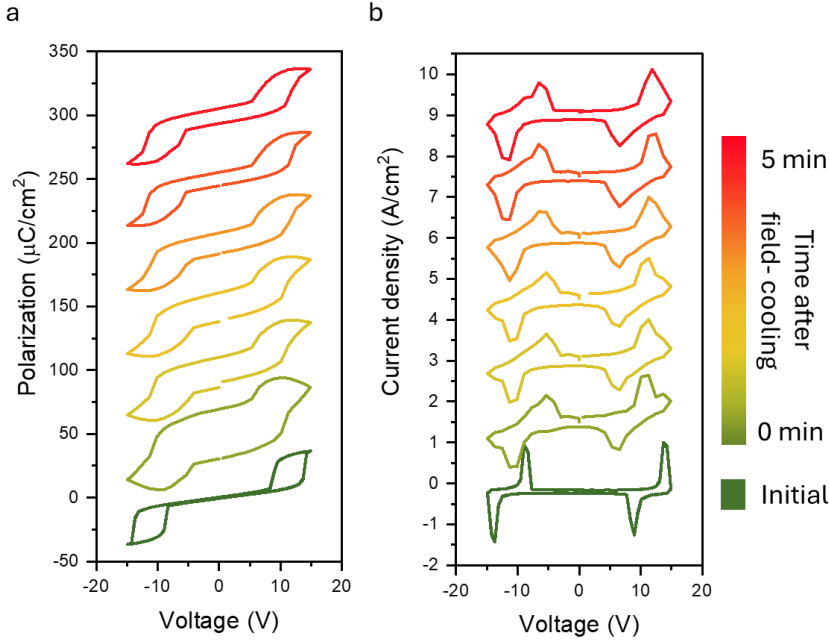 a
b
350
300
250
200
150
100
50
0
-50
-20
-10
0
10
20
Polarization (μC/cm²)
Voltage (V)
10
9
8
7
6
5
4
3
2
1
0
-1
-2
-20
-10
0
10
20
Current density (A/cm²)
Voltage (V)
5 min
Time after
field- cooling
0 min
Initial